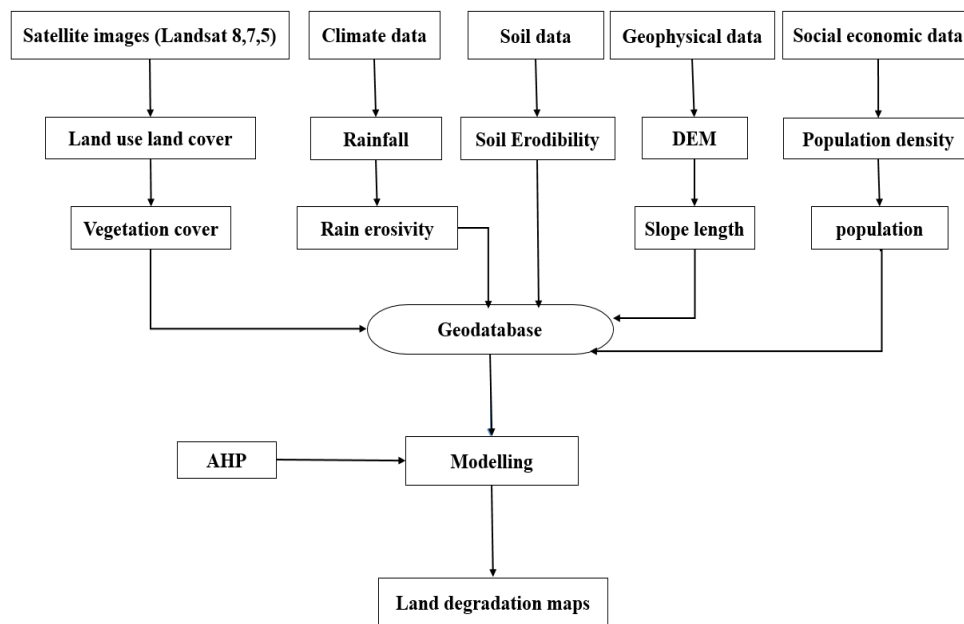 Satellite images (Landsat 8,7,5)
Climate data
Soil data
Geophysical data
Social economic data
Land use land cover
Rainfall
Soil Erodibility
DEM
Population density
Vegetation cover
Rain erosivity
Slope length
population
Geodatabase
AHP
Modelling
Land degradation maps